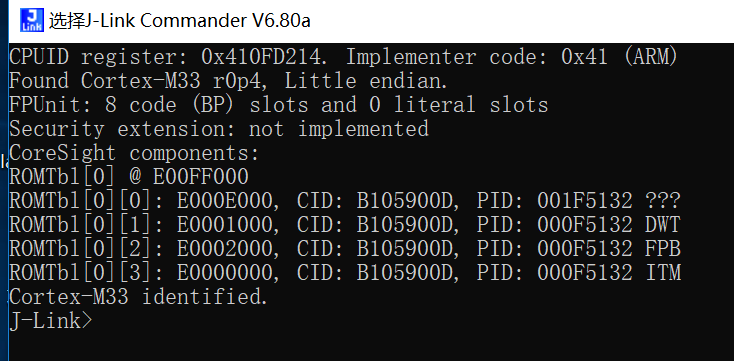 J Link 选择J-Link Commander V6.80a
CPUID register: 0x410FD214. Implementer code: 0x41 (ARM)
Found Cortex-M33 r0p4, Little endian.
FPUnit: 8 code (BP) slots and 0 literal slots
Security extension: not implemented
CoreSight components:
ROMTbl[0] @ E00FF000
ROMTbl[0][0]: E000E000, CID: B105900D, PID: 001F5132 ???
ROMTbl[0][1]: E0001000, CID: B105900D, PID: 000F5132 DWT
ROMTbl[0][2]: E0002000, CID: B105900D, PID: 000F5132 FPB
ROMTbl[0][3]: E0000000, CID: B105900D, PID: 000F5132 ITM
Cortex-M33 identified.
J-Link>